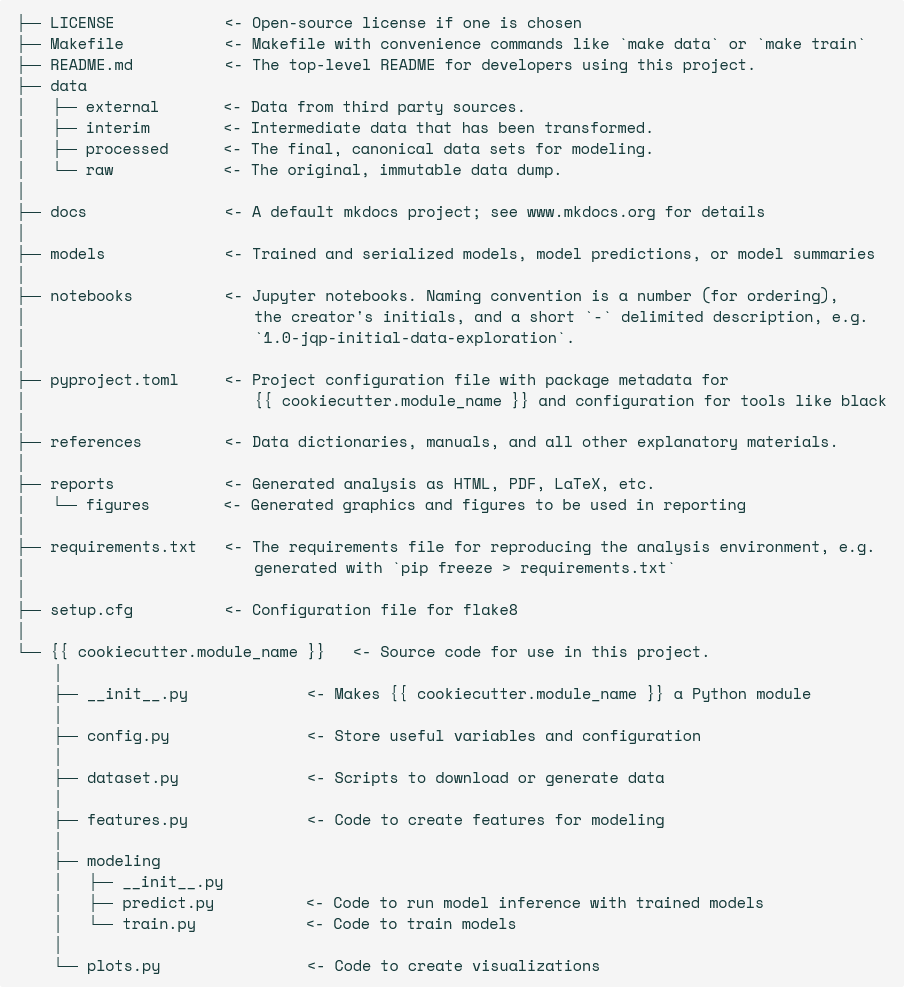 ├── LICENSE            <- Open-source license if one is chosen
├── Makefile           <- Makefile with convenience commands like `make data` or `make train`
├── README.md          <- The top-level README for developers using this project.
├── data
│   ├── external       <- Data from third party sources.
│   ├── interim        <- Intermediate data that has been transformed.
│   ├── processed      <- The final, canonical data sets for modeling.
│   └── raw            <- The original, immutable data dump.
│
├── docs               <- A default mkdocs project; see www.mkdocs.org for details
│
├── models             <- Trained and serialized models, model predictions, or model summaries
│
├── notebooks          <- Jupyter notebooks. Naming convention is a number (for ordering),
│                         the creator's initials, and a short `-` delimited description, e.g.
│                         `1.0-jqp-initial-data-exploration`.
│
├── pyproject.toml     <- Project configuration file with package metadata for
│                         {{ cookiecutter.module_name }} and configuration for tools like black
│
├── references         <- Data dictionaries, manuals, and all other explanatory materials.
│
├── reports            <- Generated analysis as HTML, PDF, LaTeX, etc.
│   └── figures        <- Generated graphics and figures to be used in reporting
│
├── requirements.txt   <- The requirements file for reproducing the analysis environment, e.g.
│                         generated with `pip freeze > requirements.txt`
│
├── setup.cfg          <- Configuration file for flake8
│
└── {{ cookiecutter.module_name }}   <- Source code for use in this project.
    │
    ├── __init__.py             <- Makes {{ cookiecutter.module_name }} a Python module
    │
    ├── config.py               <- Store useful variables and configuration
    │
    ├── dataset.py              <- Scripts to download or generate data
    │
    ├── features.py             <- Code to create features for modeling
    │
    ├── modeling
    │   ├── __init__.py
    │   ├── predict.py          <- Code to run model inference with trained models
    │   └── train.py            <- Code to train models
    │
    └── plots.py                <- Code to create visualizations